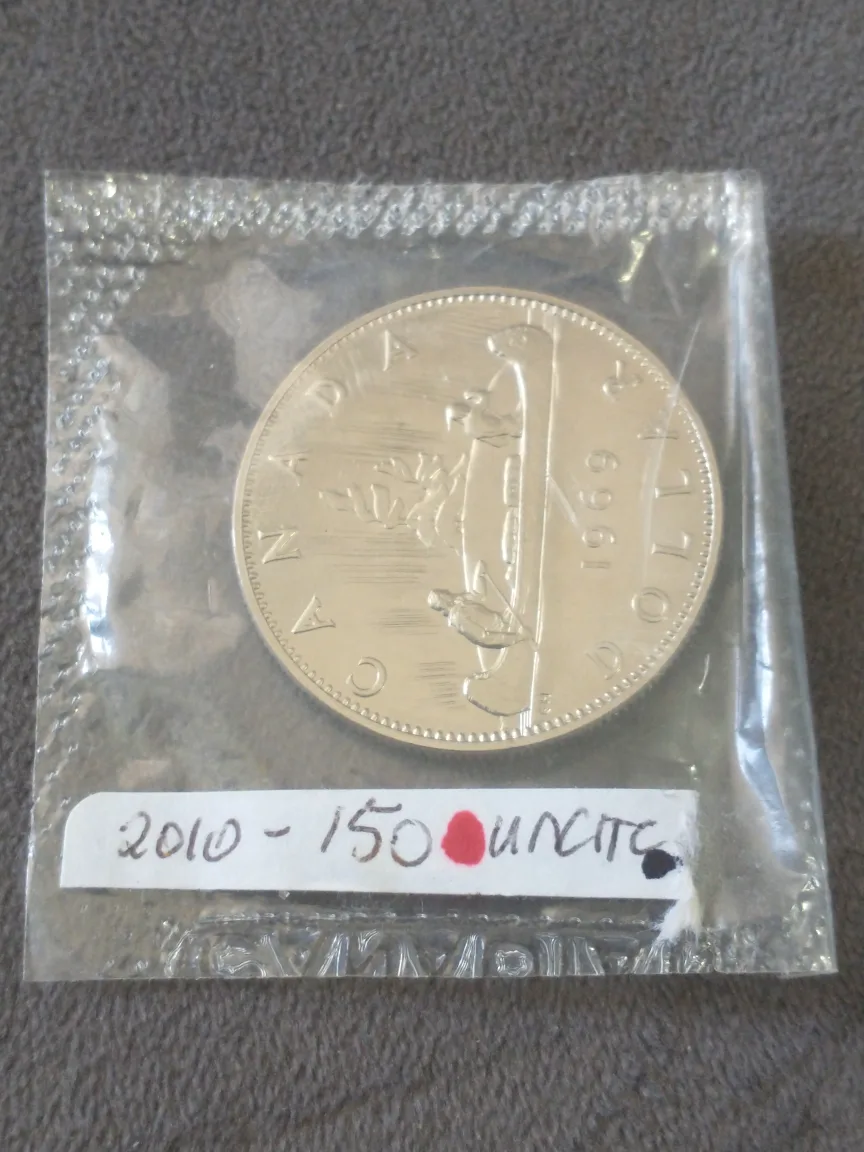 CANADA
1969
DOLLAR
2010 - 150 UNCITC